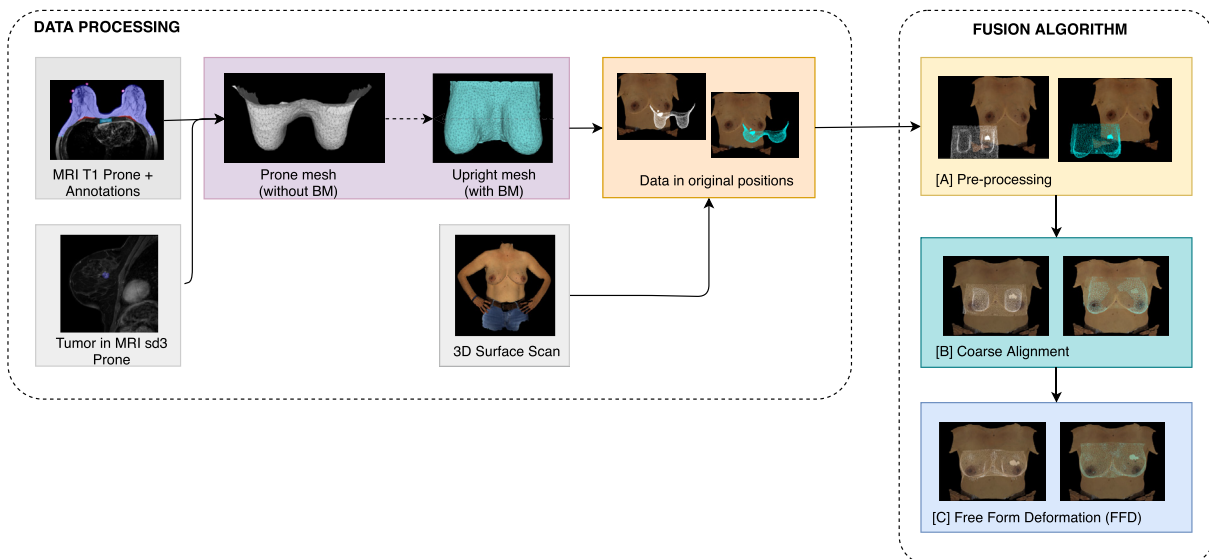 DATA PROCESSING
MRI T1 Prone +
Annotations
Prone mesh
(without BM)
Upright mesh
(with BM)
Data in original positions
Tumor in MRI sd3
Prone
3D Surface Scan
FUSION ALGORITHM
[A] Pre-processing
[B] Coarse Alignment
[C] Free Form Deformation (FFD)